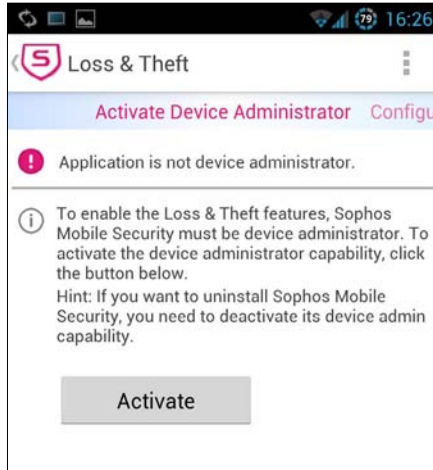 79 16:26
S Loss & Theft
Activate Device Administrator Configu
! Application is not device administrator.
i To enable the Loss & Theft features, Sophos
Mobile Security must be device administrator. To
activate the device administrator capability, click
the button below.
Hint: If you want to uninstall Sophos Mobile
Security, you need to deactivate its device admin
capability.
Activate